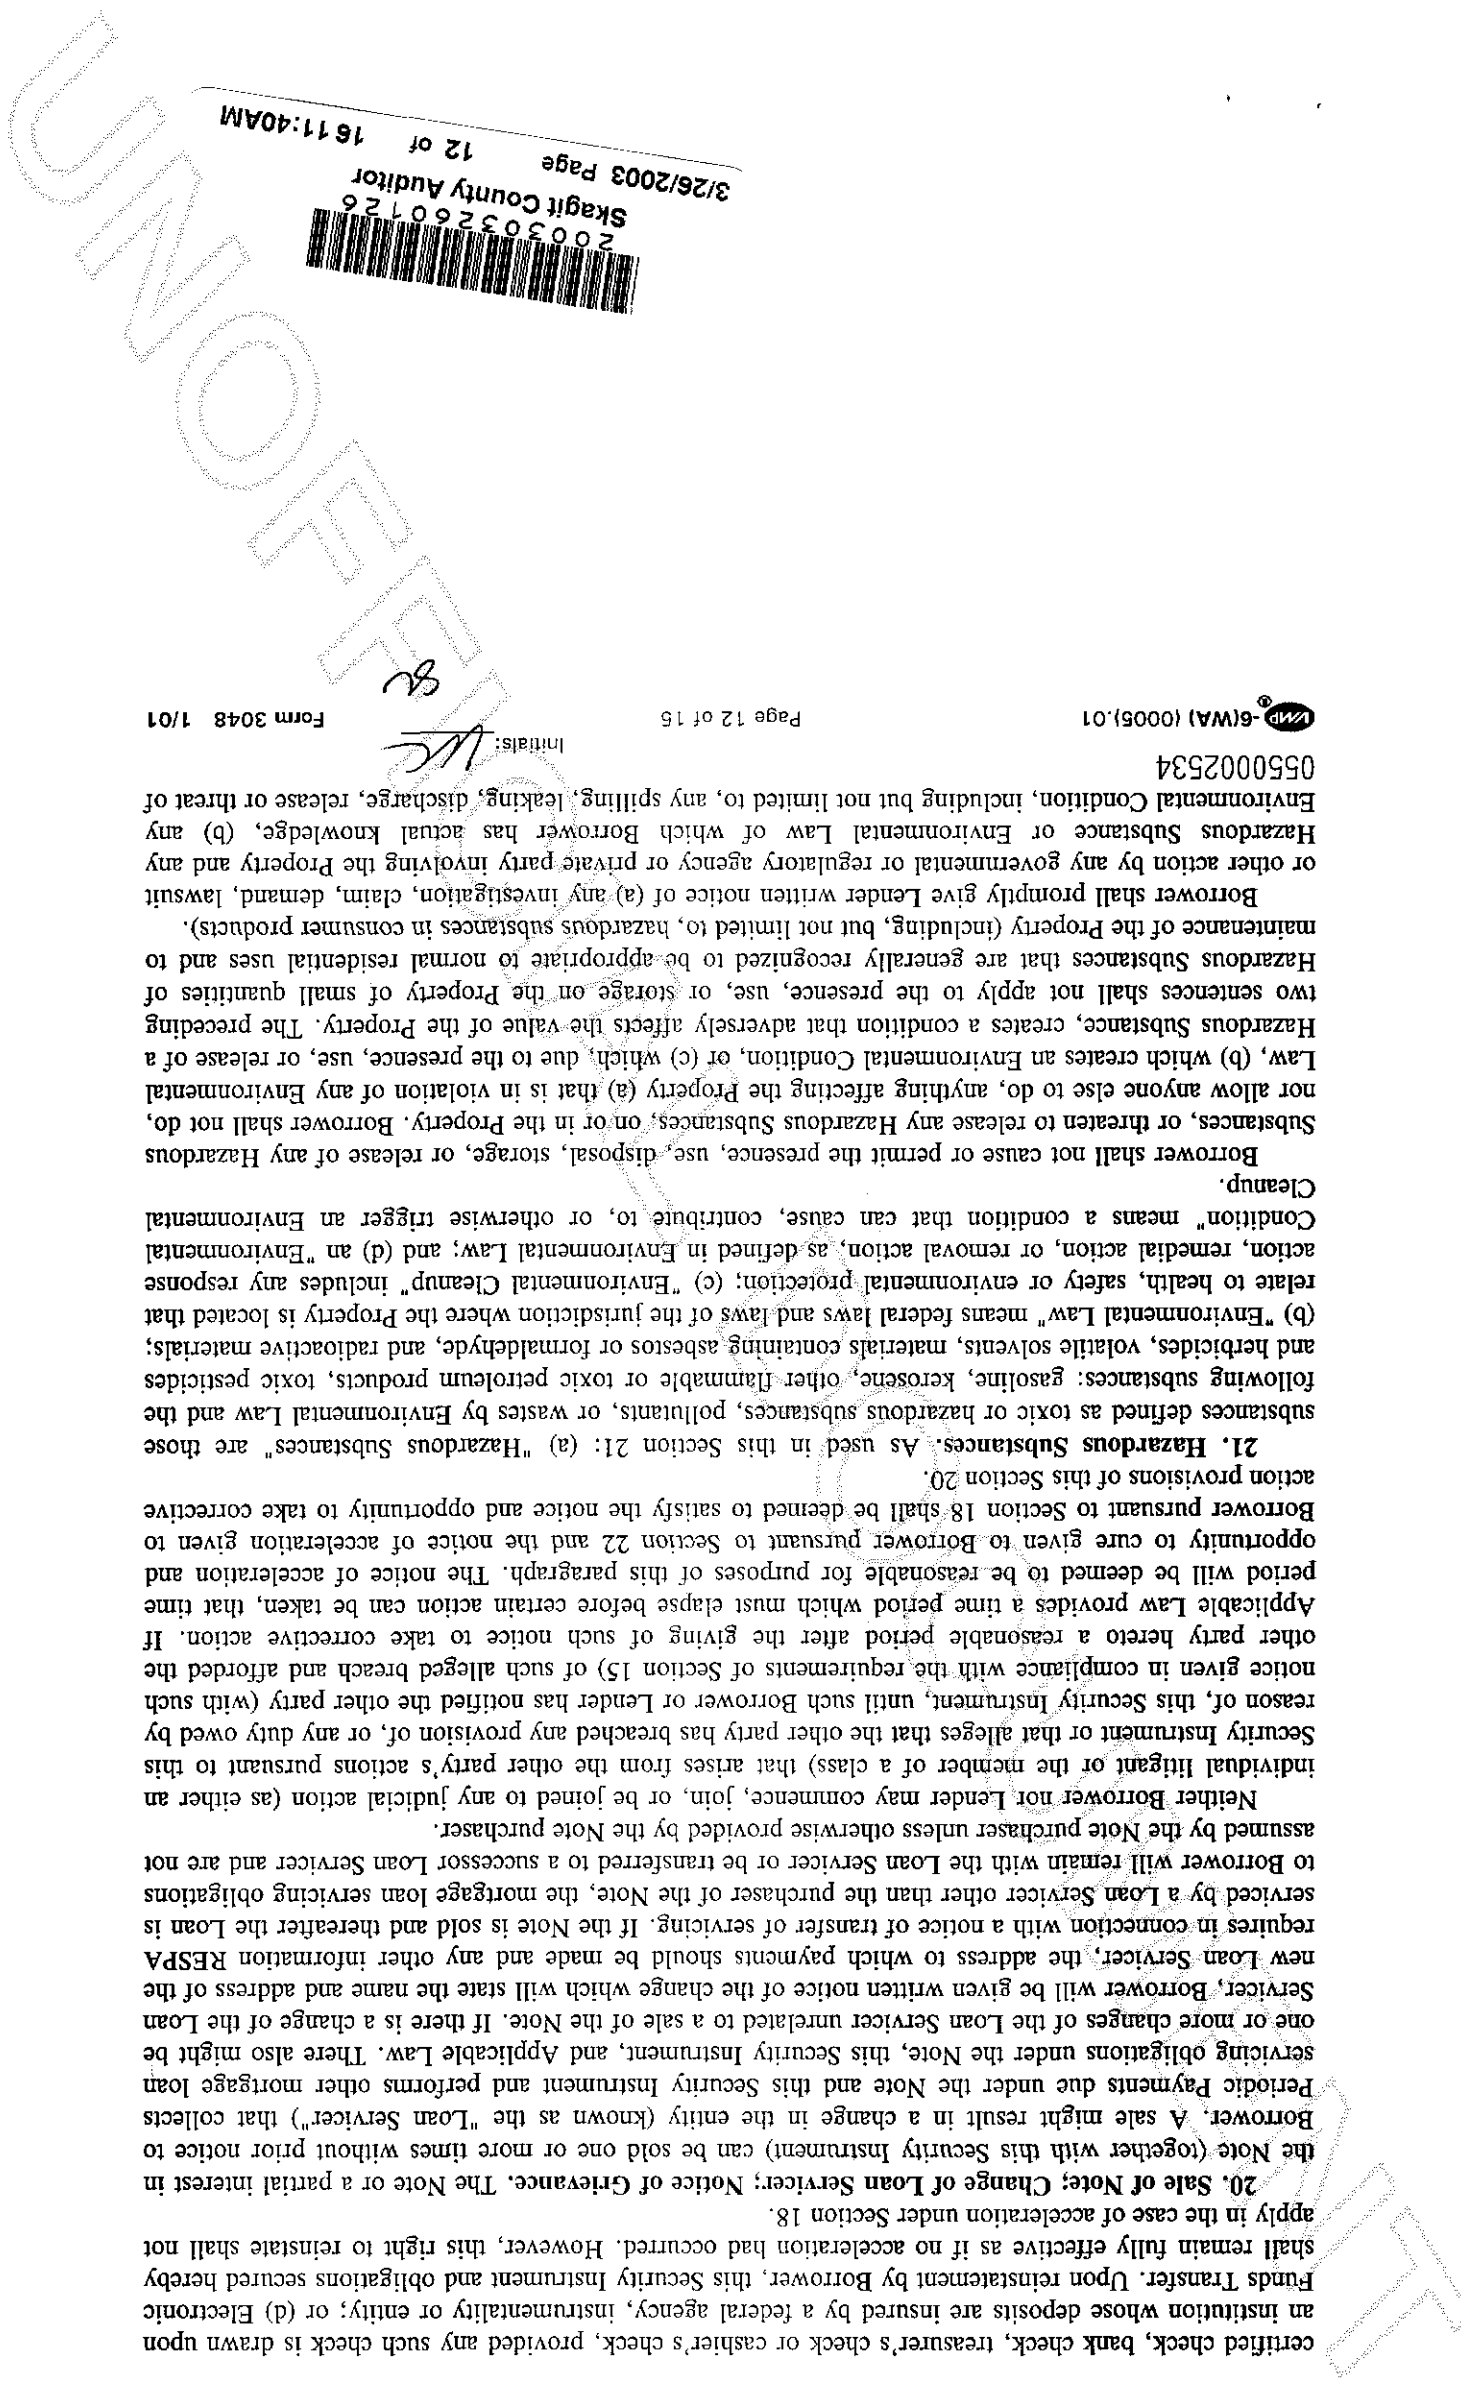 certified check, bank check, treasurer's check or cashier's check, provided any such check is drawn upon
an institution whose deposits are insured by a federal agency, instrumentality or entity; or (d) Electronic
Funds Transfer. Upon reinstatement by Borrower, this Security Instrument and obligations secured hereby
shall remain fully effective as if no acceleration had occurred. However, this right to reinstate shall not
apply in the case of acceleration under Section 18.
20. Sale of Note; Change of Loan Servicer; Notice of Grievance. The Note or a partial interest in
the Note (together with this Security Instrument) can be sold one or more times without prior notice to
Borrower. A sale might result in a change in the entity (known as the "Loan Servicer") that collects
Periodic Payments due under the Note and this Security Instrument and performs other mortgage loan
servicing obligations under the Note, this Security Instrument, and Applicable Law. There also might be
one or more changes of the Loan Servicer unrelated to a sale of the Note. If there is a change of the Loan
Servicer, Borrower will be given written notice of the change which will state the name and address of the
new Loan Servicer, the address to which payments should be made and any other information RESPA
requires in connection with a notice of transfer of servicing. If the Note is sold and thereafter the Loan is
serviced by a Loan Servicer other than the purchaser of the Note, the mortgage loan servicing obligations
to Borrower will remain with the Loan Servicer or be transferred to a successor Loan Servicer and are not
assumed by the Note purchaser unless otherwise provided by the Note purchaser.
Neither Borrower nor Lender may commence, join, or be joined to any judicial action (as either an
individual litigant or the member of a class) that arises from the other party's actions pursuant to this
Security Instrument or that alleges that the other party has breached any provision of, or any duty owed by
reason of, this Security Instrument, until such Borrower or Lender has notified the other party (with such
notice given in compliance with the requirements of Section 15) of such alleged breach and afforded the
other party hereto a reasonable period after the giving of such notice to take corrective action. If
Applicable Law provides a time period which must elapse before certain action can be taken, that time
period will be deemed to be reasonable for purposes of this paragraph. The notice of acceleration and
opportunity to cure given to Borrower pursuant to Section 22 and the notice of acceleration given to
Borrower pursuant to Section 18 shall be deemed to satisfy the notice and opportunity to take corrective
action provisions of this Section 20.
21. Hazardous Substances. As used in this Section 21: (a) "Hazardous Substances" are those
substances defined as toxic or hazardous substances, pollutants, or wastes by Environmental Law and the
following substances: gasoline, kerosene, other flammable or toxic petroleum products, toxic pesticides
and herbicides, volatile solvents, materials containing asbestos or formaldehyde, and radioactive materials;
(b) "Environmental Law" means federal laws and laws of the jurisdiction where the Property is located that
relate to health, safety or environmental protection; (c) "Environmental Cleanup" includes any response
action, remedial action, or removal action, as defined in Environmental Law; and (d) an "Environmental
Condition" means a condition that can cause, contribute to, or otherwise trigger an Environmental
Cleanup.
Borrower shall not cause or permit the presence, use, disposal, storage, or release of any Hazardous
Substances, or threaten to release any Hazardous Substances, on or in the Property. Borrower shall not do,
nor allow anyone else to do, anything affecting the Property (a) that is in violation of any Environmental
Law, (b) which creates an Environmental Condition, or (c) which, due to the presence, use, or release of a
Hazardous Substance, creates a condition that adversely affects the value of the Property. The preceding
two sentences shall not apply to the presence, use, or storage on the Property of small quantities of
Hazardous Substances that are generally recognized to be appropriate to normal residential uses and to
maintenance of the Property (including, but not limited to, hazardous substances in consumer products).
Borrower shall promptly give Lender written notice of (a) any investigation, claim, demand, lawsuit
or other action by any governmental or regulatory agency or private party involving the Property and any
Hazardous Substance or Environmental Law of which Borrower has actual knowledge, (b) any
Environmental Condition, including but not limited to, any spilling, leaking, discharge, release or threat of
0550002534
Initials:
VMP®-6(WA) (0005).01 Page 12 of 15 Form 3048 1/01
200303260126
Skagit County Auditor
3/26/2003 Page 12 of 16 11:40AM
UNOFFICIAL DOCUMENT